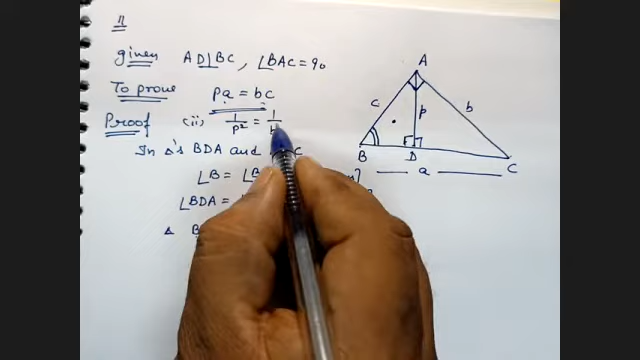 11
given AD⊥BC, ∠BAC = 90
To prove pa = bc
Proof (ii) 1/p² = 1/
In Δ's BDA and C
∠B = ∠B
∠BDA =
Δ B
A
c
p
b
B
D
C
a